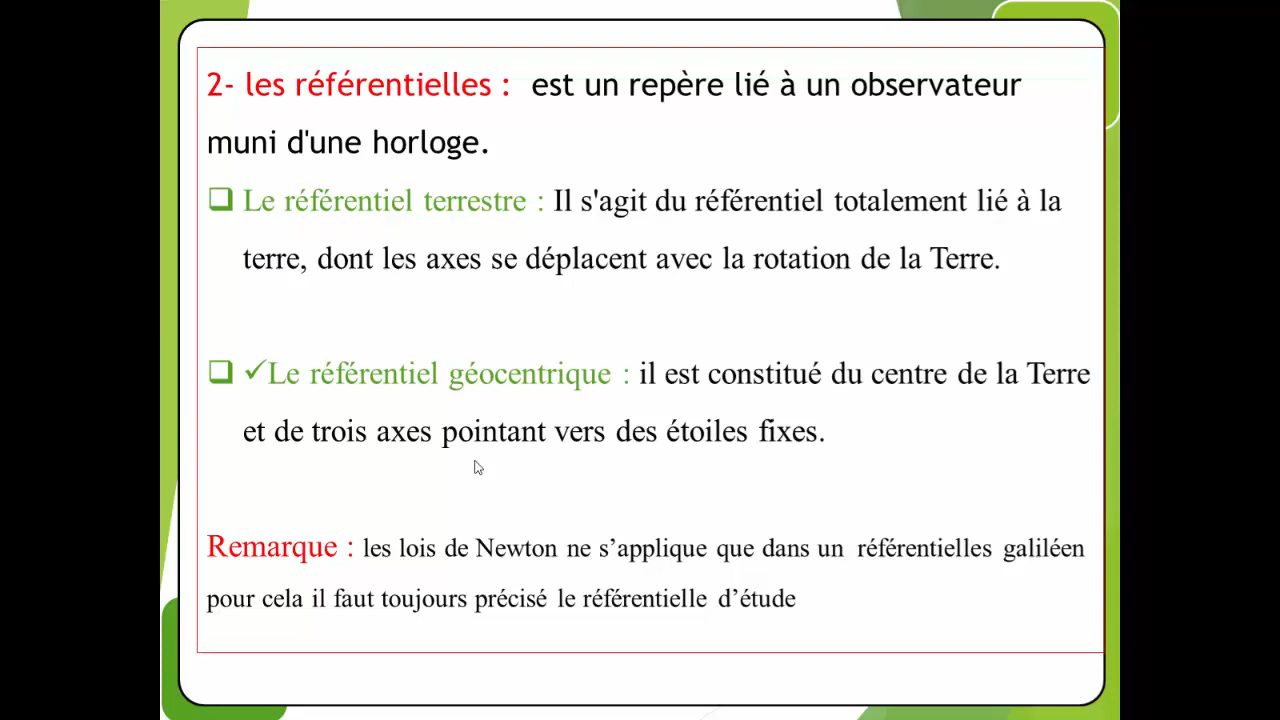 2- les référentielles : est un repère lié à un observateur
muni d'une horloge.
❑ Le référentiel terrestre : Il s'agit du référentiel totalement lié à la
terre, dont les axes se déplacent avec la rotation de la Terre.
❑ ✓Le référentiel géocentrique : il est constitué du centre de la Terre
et de trois axes pointant vers des étoiles fixes.
Remarque : les lois de Newton ne s’applique que dans un référentielles galiléen
pour cela il faut toujours précisé le référentielle d’étude